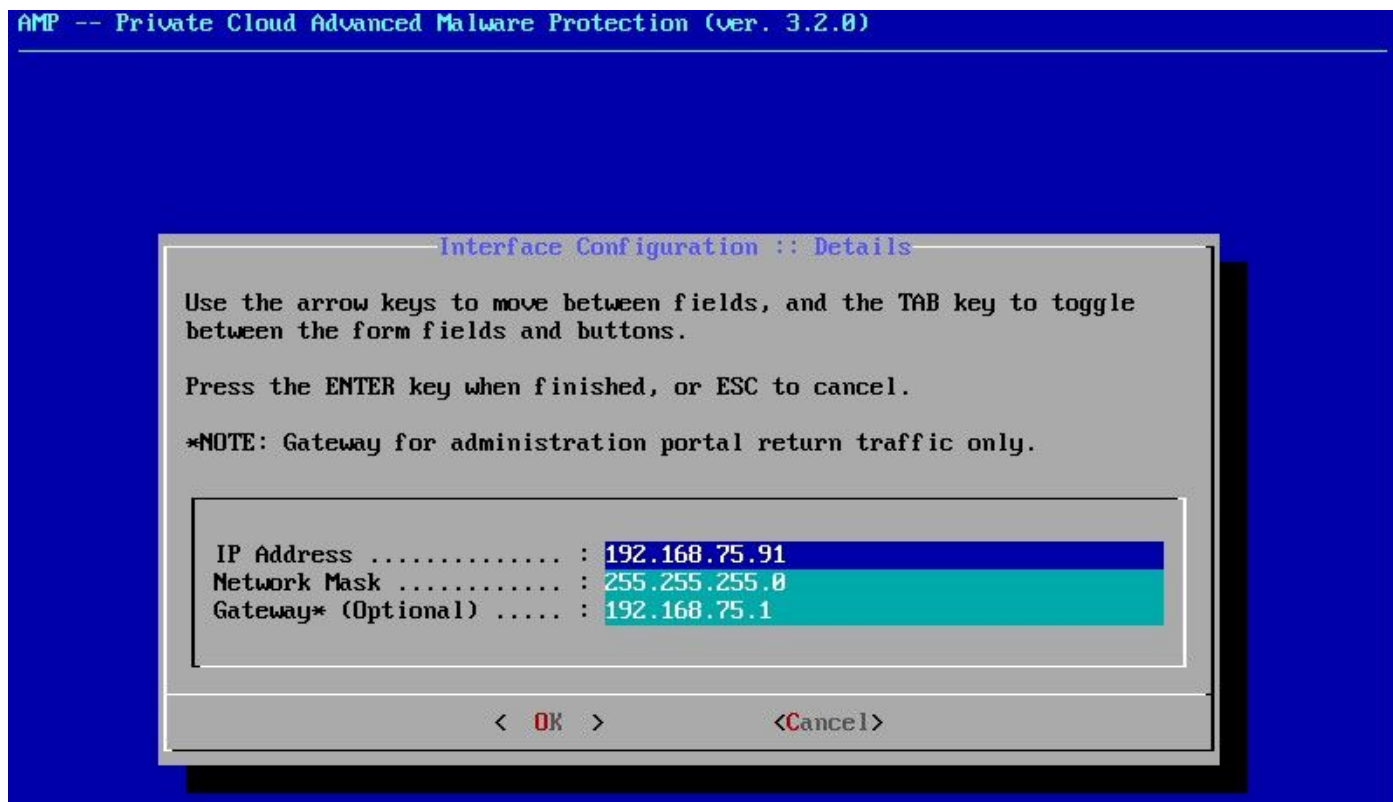 AMP -- Private Cloud Advanced Malware Protection (ver. 3.2.0)
Interface Configuration :: Details
Use the arrow keys to move between fields, and the TAB key to toggle
between the form fields and buttons.
Press the ENTER key when finished, or ESC to cancel.
*NOTE: Gateway for administration portal return traffic only.
IP Address .............. : 192.168.75.91
Network Mask ............ : 255.255.255.0
Gateway* (Optional) ..... : 192.168.75.1
< OK > <Cancel>